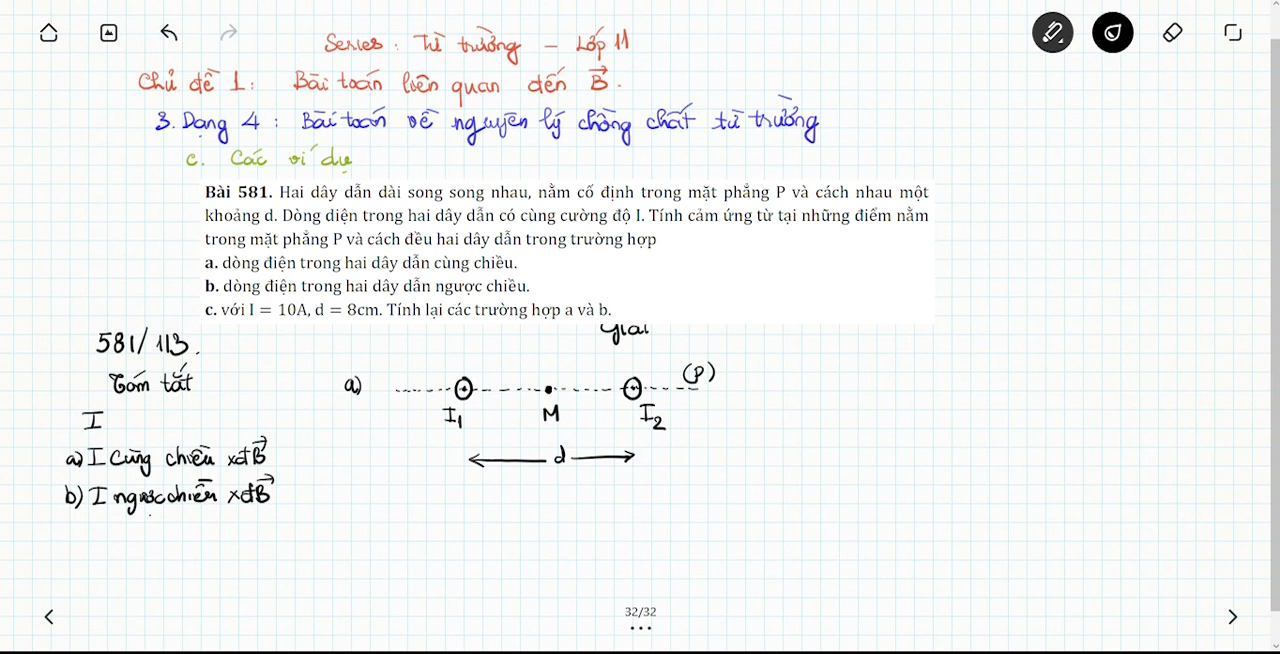 Series : Từ trường – Lớp 11
Chủ đề 1: Bài toán liên quan đến B.
3. Dạng 4 : Bài toán về nguyên lý chồng chất từ trường
c. Các ví dụ
Bài 581. Hai dây dẫn dài song song nhau, nằm cố định trong mặt phẳng P và cách nhau một
khoảng d. Dòng diện trong hai dây dẫn có cùng cường độ I. Tính cảm ứng từ tại những điểm nằm
trong mặt phẳng P và cách đều hai dây dẫn trong trường hợp
a. dòng điện trong hai dây dẫn cùng chiều.
b. dòng điện trong hai dây dẫn ngược chiều.
c. với I = 10A, d = 8cm. Tính lại các trường hợp a và b.
Giải
581/113.
Tóm tắt
I
a) I cùng chiều xđ B
b) I ngược chiều xđ B
a)
(P)
I1 M I2
d
32/32